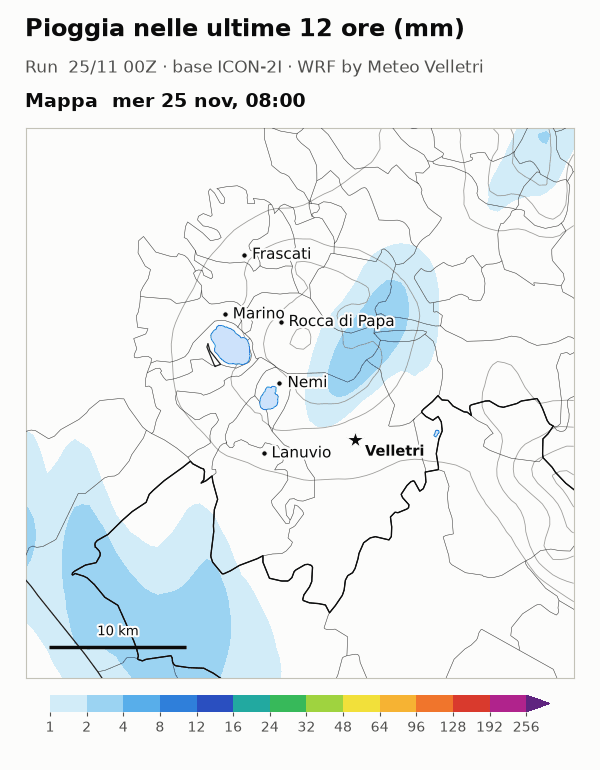 Pioggia nelle ultime 12 ore (mm)
Run  25/11 00Z · base ICON-2I · WRF by Meteo Velletri
Mappa  mer 25 nov, 08:00
Frascati
Marino
Rocca di Papa
Nemi
Velletri
Lanuvio
10 km
1 2 4 8 12 16 24 32 48 64 96 128 192 256